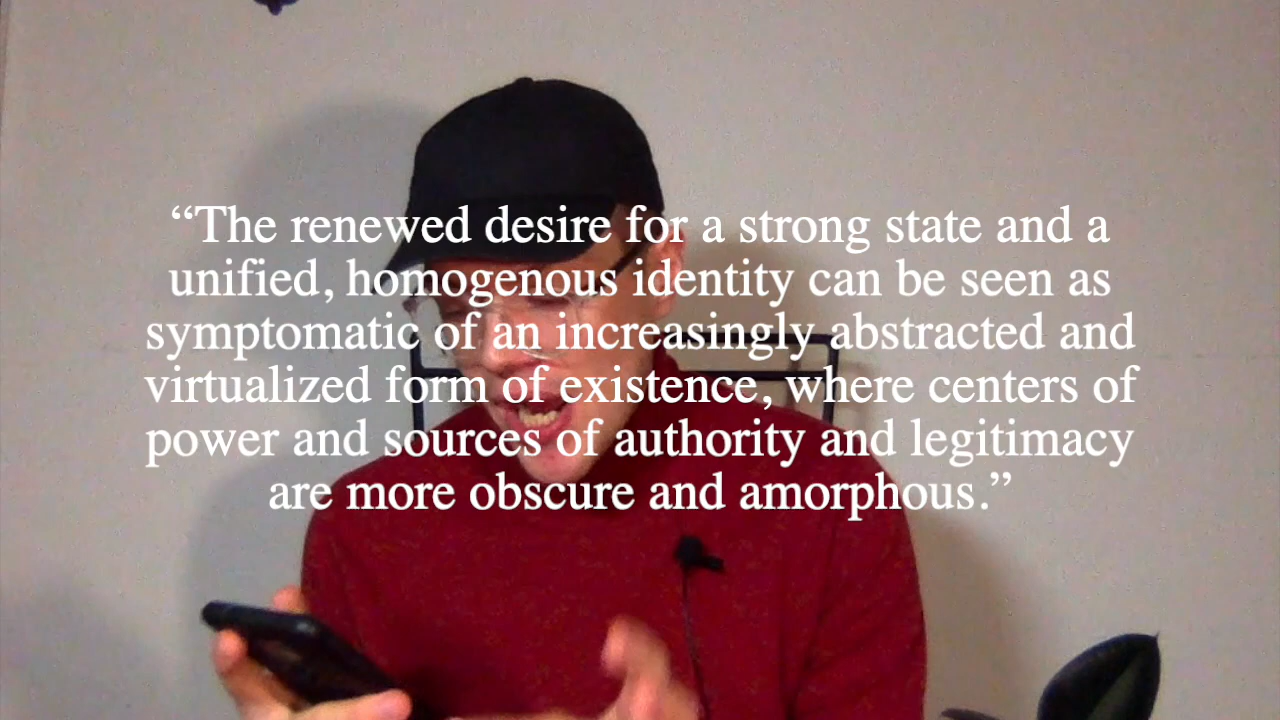 “The renewed desire for a strong state and a
unified, homogenous identity can be seen as
symptomatic of an increasingly abstracted and
virtualized form of existence, where centers of
power and sources of authority and legitimacy
are more obscure and amorphous.”